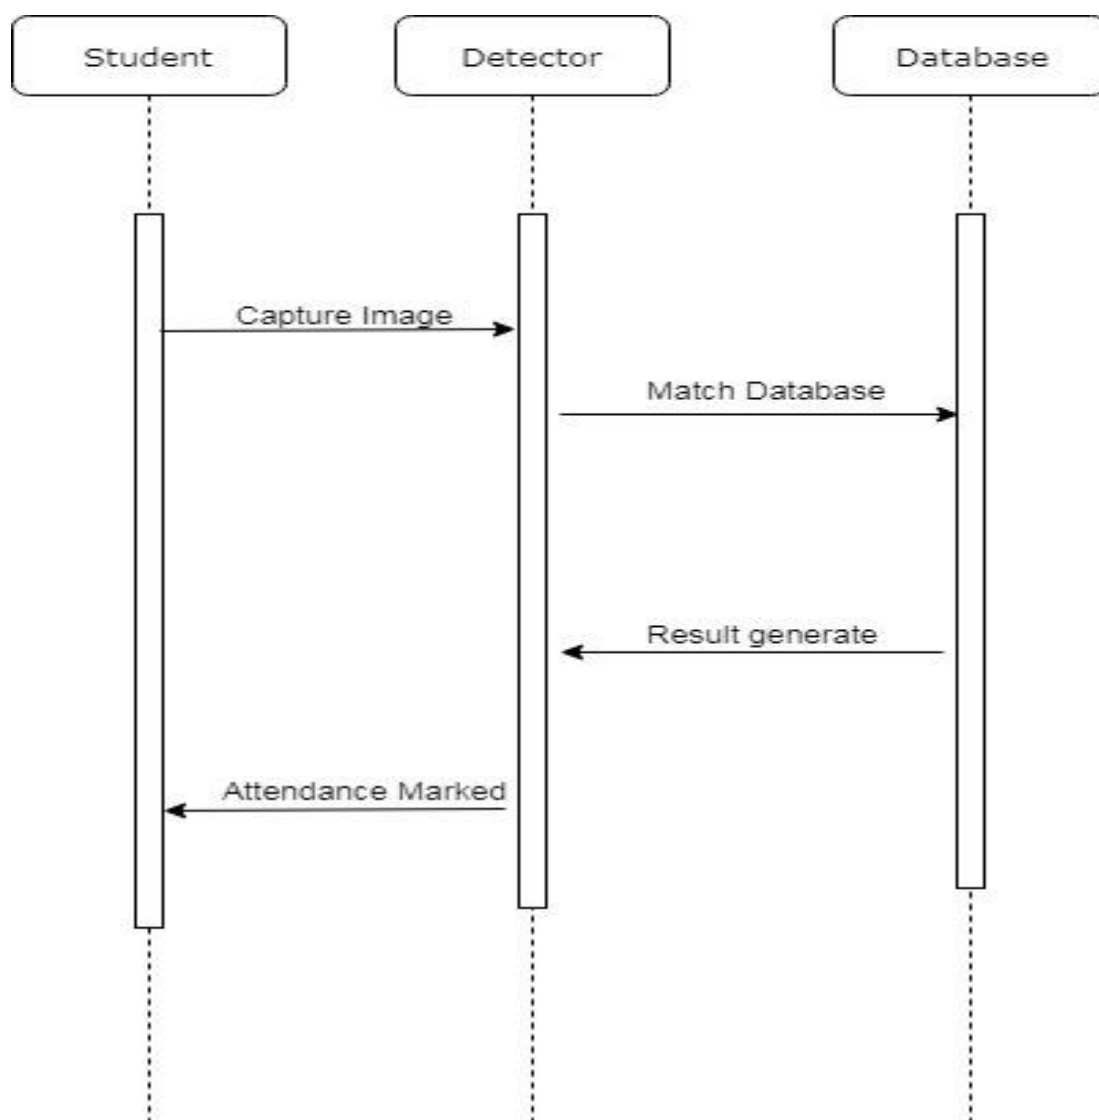 Student
Detector
Database
Capture Image
Match Database
Result generate
Attendance Marked